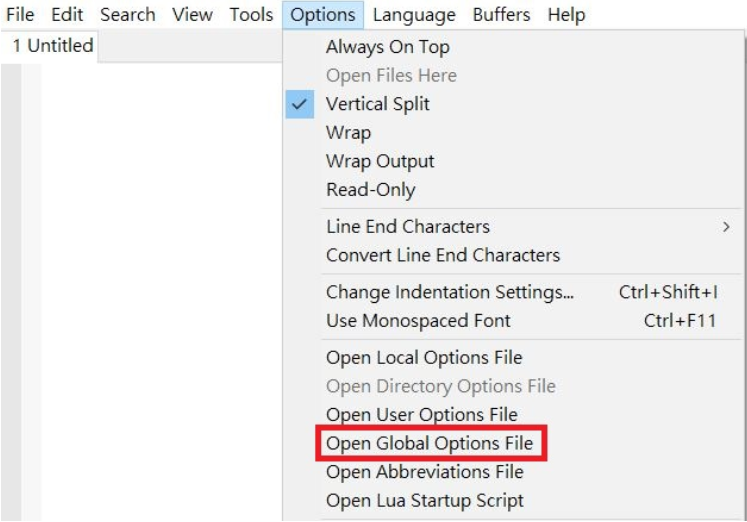 File Edit Search View Tools Options Language Buffers Help
1 Untitled
Always On Top
Open Files Here
Vertical Split
Wrap
Wrap Output
Read-Only
Line End Characters
Convert Line End Characters
Change Indentation Settings... Ctrl+Shift+I
Use Monospaced Font Ctrl+F11
Open Local Options File
Open Directory Options File
Open User Options File
Open Global Options File
Open Abbreviations File
Open Lua Startup Script